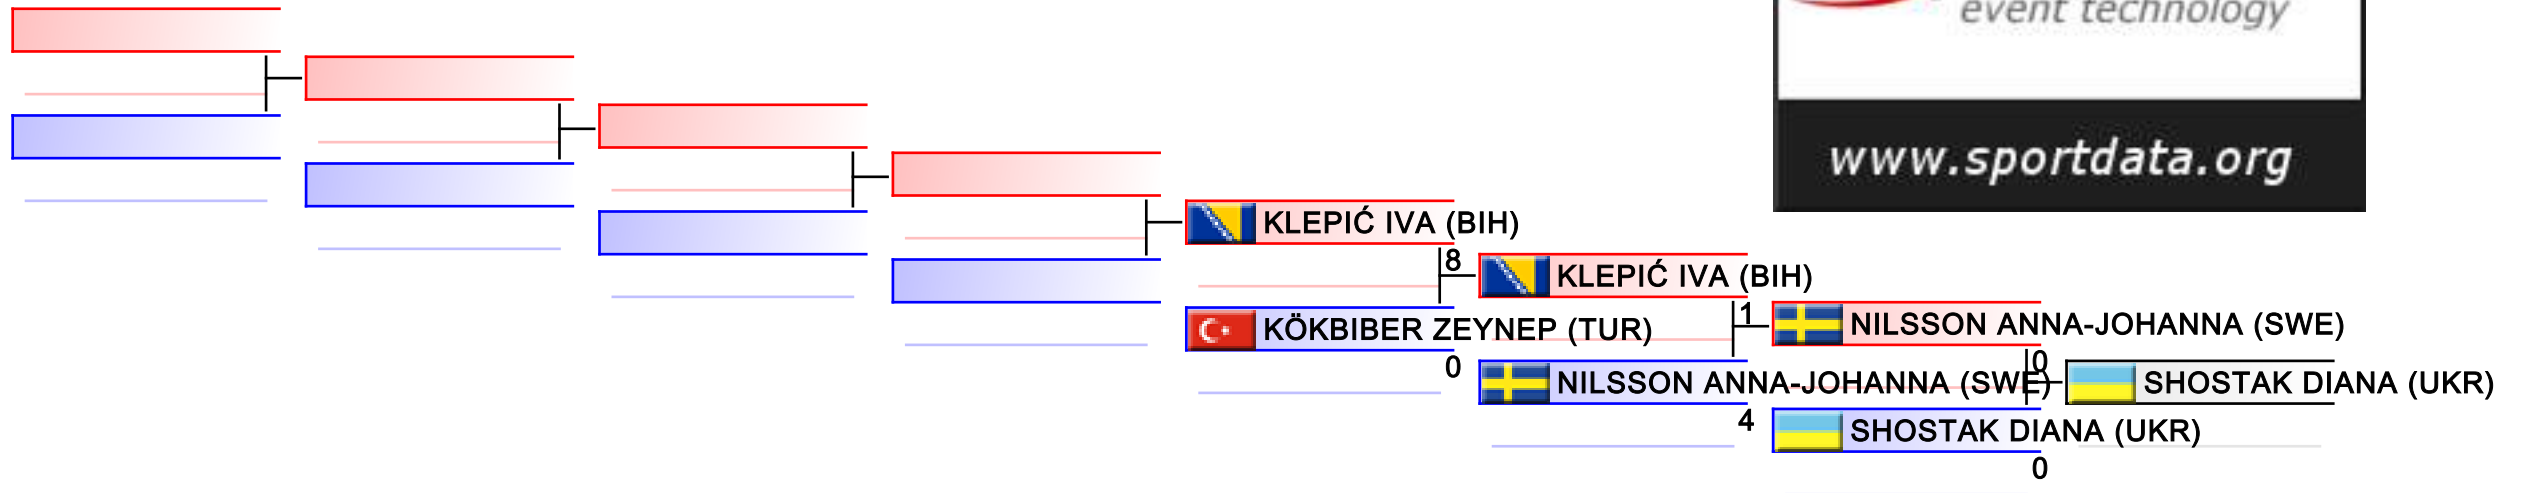 event technology
www.sportdata.org
KLEPIĆ IVA (BIH)
8
KLEPIĆ IVA (BIH)
KÖKBIBER ZEYNEP (TUR)
0
1
NILSSON ANNA-JOHANNA (SWE)
NILSSON ANNA-JOHANNA (SWE)
4
0
SHOSTAK DIANA (UKR)
SHOSTAK DIANA (UKR)
0